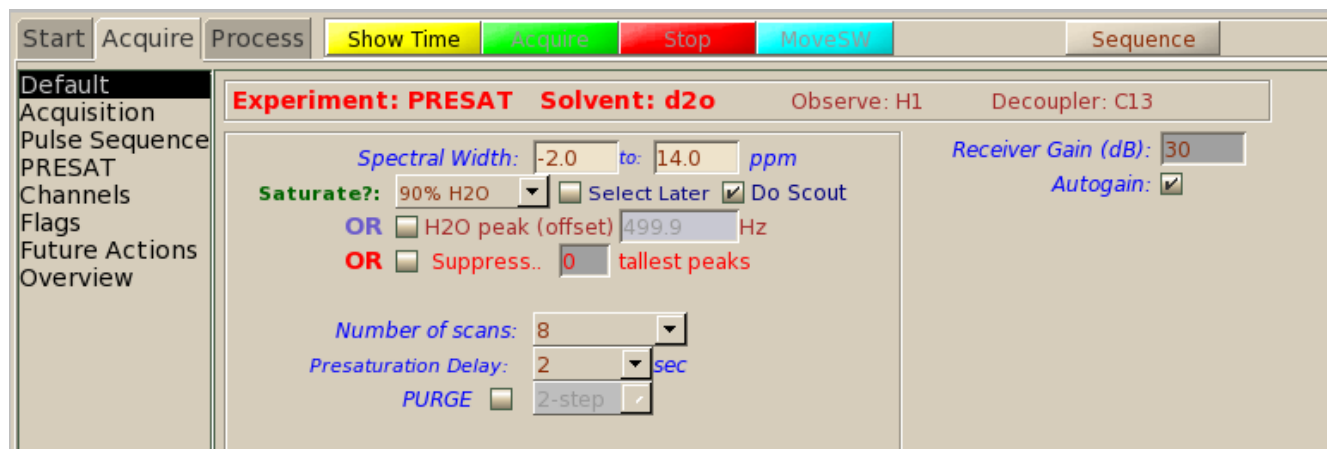 Start Acquire Process Show Time Acquire Stop MoveSW Sequence
Default
Acquisition
Pulse Sequence
PRESAT
Channels
Flags
Future Actions
Overview
Experiment: PRESAT Solvent: d2o Observe: H1 Decoupler: C13
Spectral Width: -2.0 to: 14.0 ppm
Saturate?: 90% H2O Select Later Do Scout
OR H2O peak (offset) 499.9 Hz
OR Suppress.. 0 tallest peaks
Number of scans: 8
Presaturation Delay: 2 sec
PURGE 2-step
Receiver Gain (dB): 30
Autogain: